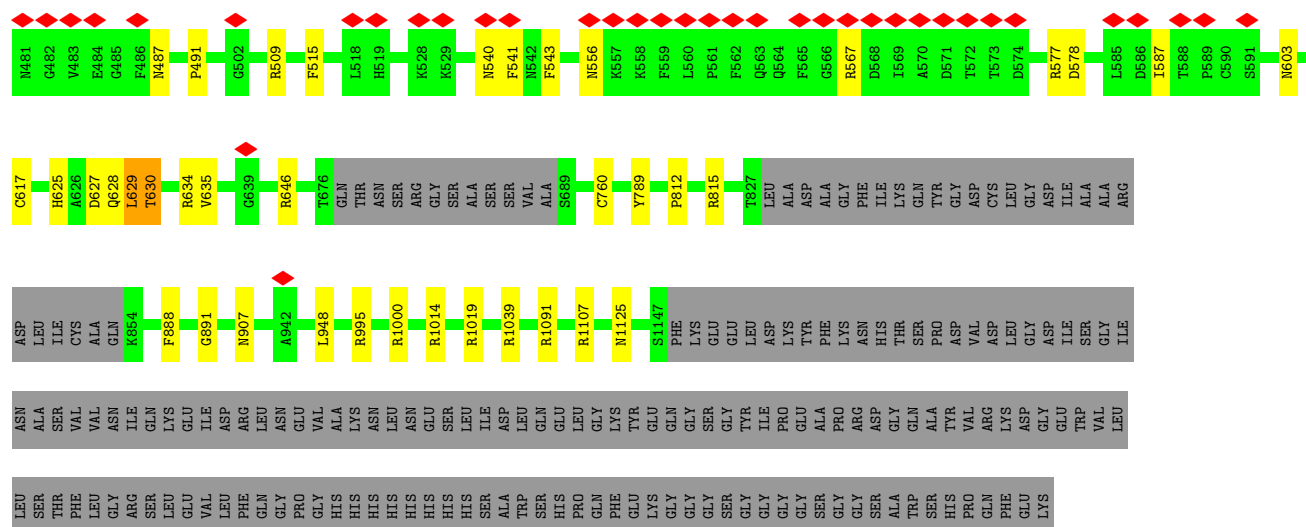 N481 G482 V483 E484 G485 F486 N487 P491 G502 R509 F515 L518 H519 K528 K529 N540 F541 N542 F543 N556 K557 K558 F559 L560 P561 F562 Q563 Q564 F565 G566 R567 D568 I569 A570 D571 T572 T573 D574 R577 D578 L585 D586 I587 T588 P589 C590 S591 N603
C617 H625 A626 D627 Q628 L629 T630 R634 V635 G639 R646 T676 GLN THR ASN SER ARG GLY SER ALA SER SER VAL ALA S689 C760 Y789 P812 R815 T827 LEU ALA ASP ALA GLY PHE ILE LYS GLN TYR GLY ASP CYS LEU GLY ASP ILE ALA ALA ARG
ASP LEU ILE CYS ALA GLN K854 F888 G891 N907 A942 L948 R995 R1000 R1014 R1019 R1039 R1091 R1107 N1125 S1147 PHE LYS GLU GLU LEU ASP LYS TYR PHE LYS ASN HIS THR SER PRO ASP VAL ASP LEU GLY ASP ILE SER GLY ILE
ASN ALA SER VAL VAL ASN ILE GLN LYS GLU ILE ASP ARG LEU ASN GLU VAL ALA LYS ASN LEU ASN GLU SER LEU ILE ASP LEU GLN GLU LEU GLY LYS TYR GLU GLN GLY SER GLY TYR ILE PRO GLU ALA PRO ARG ASP GLY GLN ALA TYR VAL ARG LYS ASP GLY GLU TRP VAL LEU
LEU SER THR PHE LEU GLY ARG SER LEU GLU VAL LEU PHE GLN GLY PRO GLY HIS HIS HIS HIS HIS HIS HIS HIS SER ALA TRP SER HIS PRO GLN PHE GLU LYS GLY GLY GLY SER GLY GLY GLY GLY SER GLY GLY SER ALA TRP SER HIS PRO GLN PHE GLU LYS